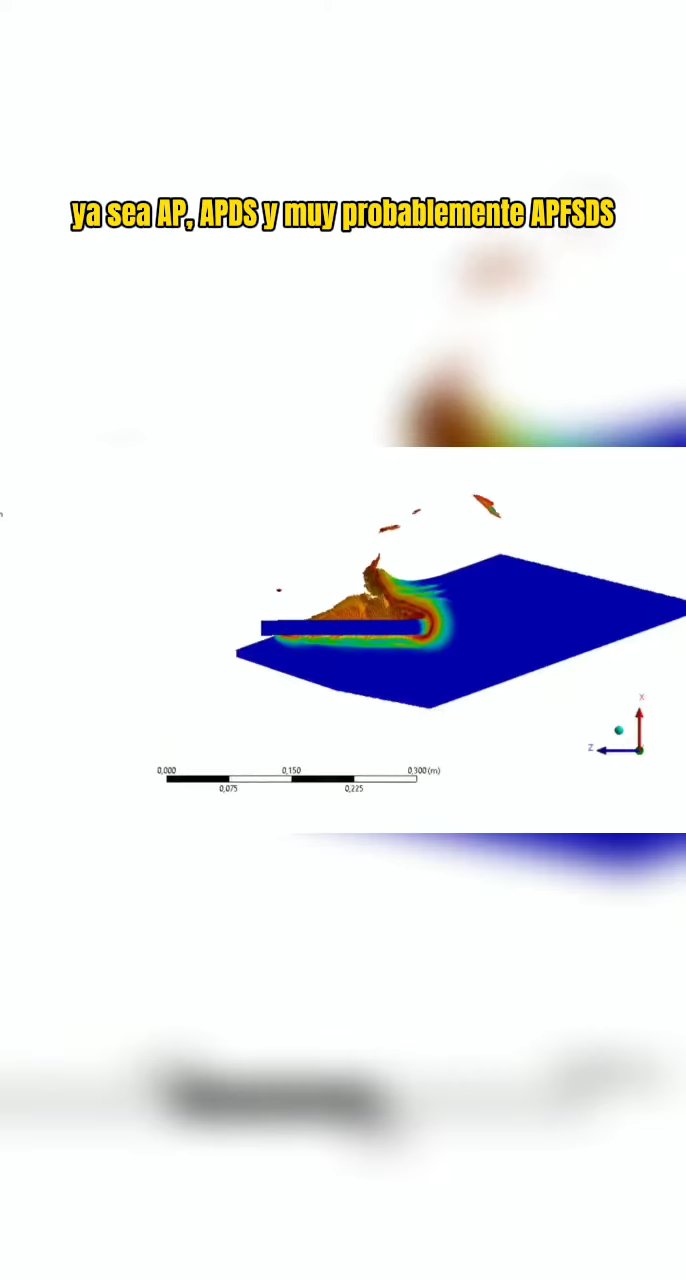 ya sea AP, APDS y muy probablemente APFSDS
X
Z
0,000 0,150 0,300 (m)
0,075 0,225